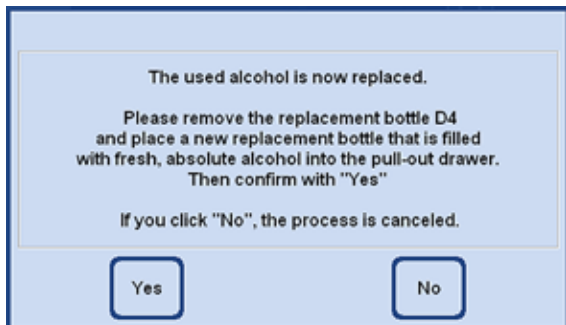 The used alcohol is now replaced.
Please remove the replacement bottle D4
and place a new replacement bottle that is filled
with fresh, absolute alcohol into the pull-out drawer.
Then confirm with "Yes"
If you click "No", the process is canceled.
Yes
No